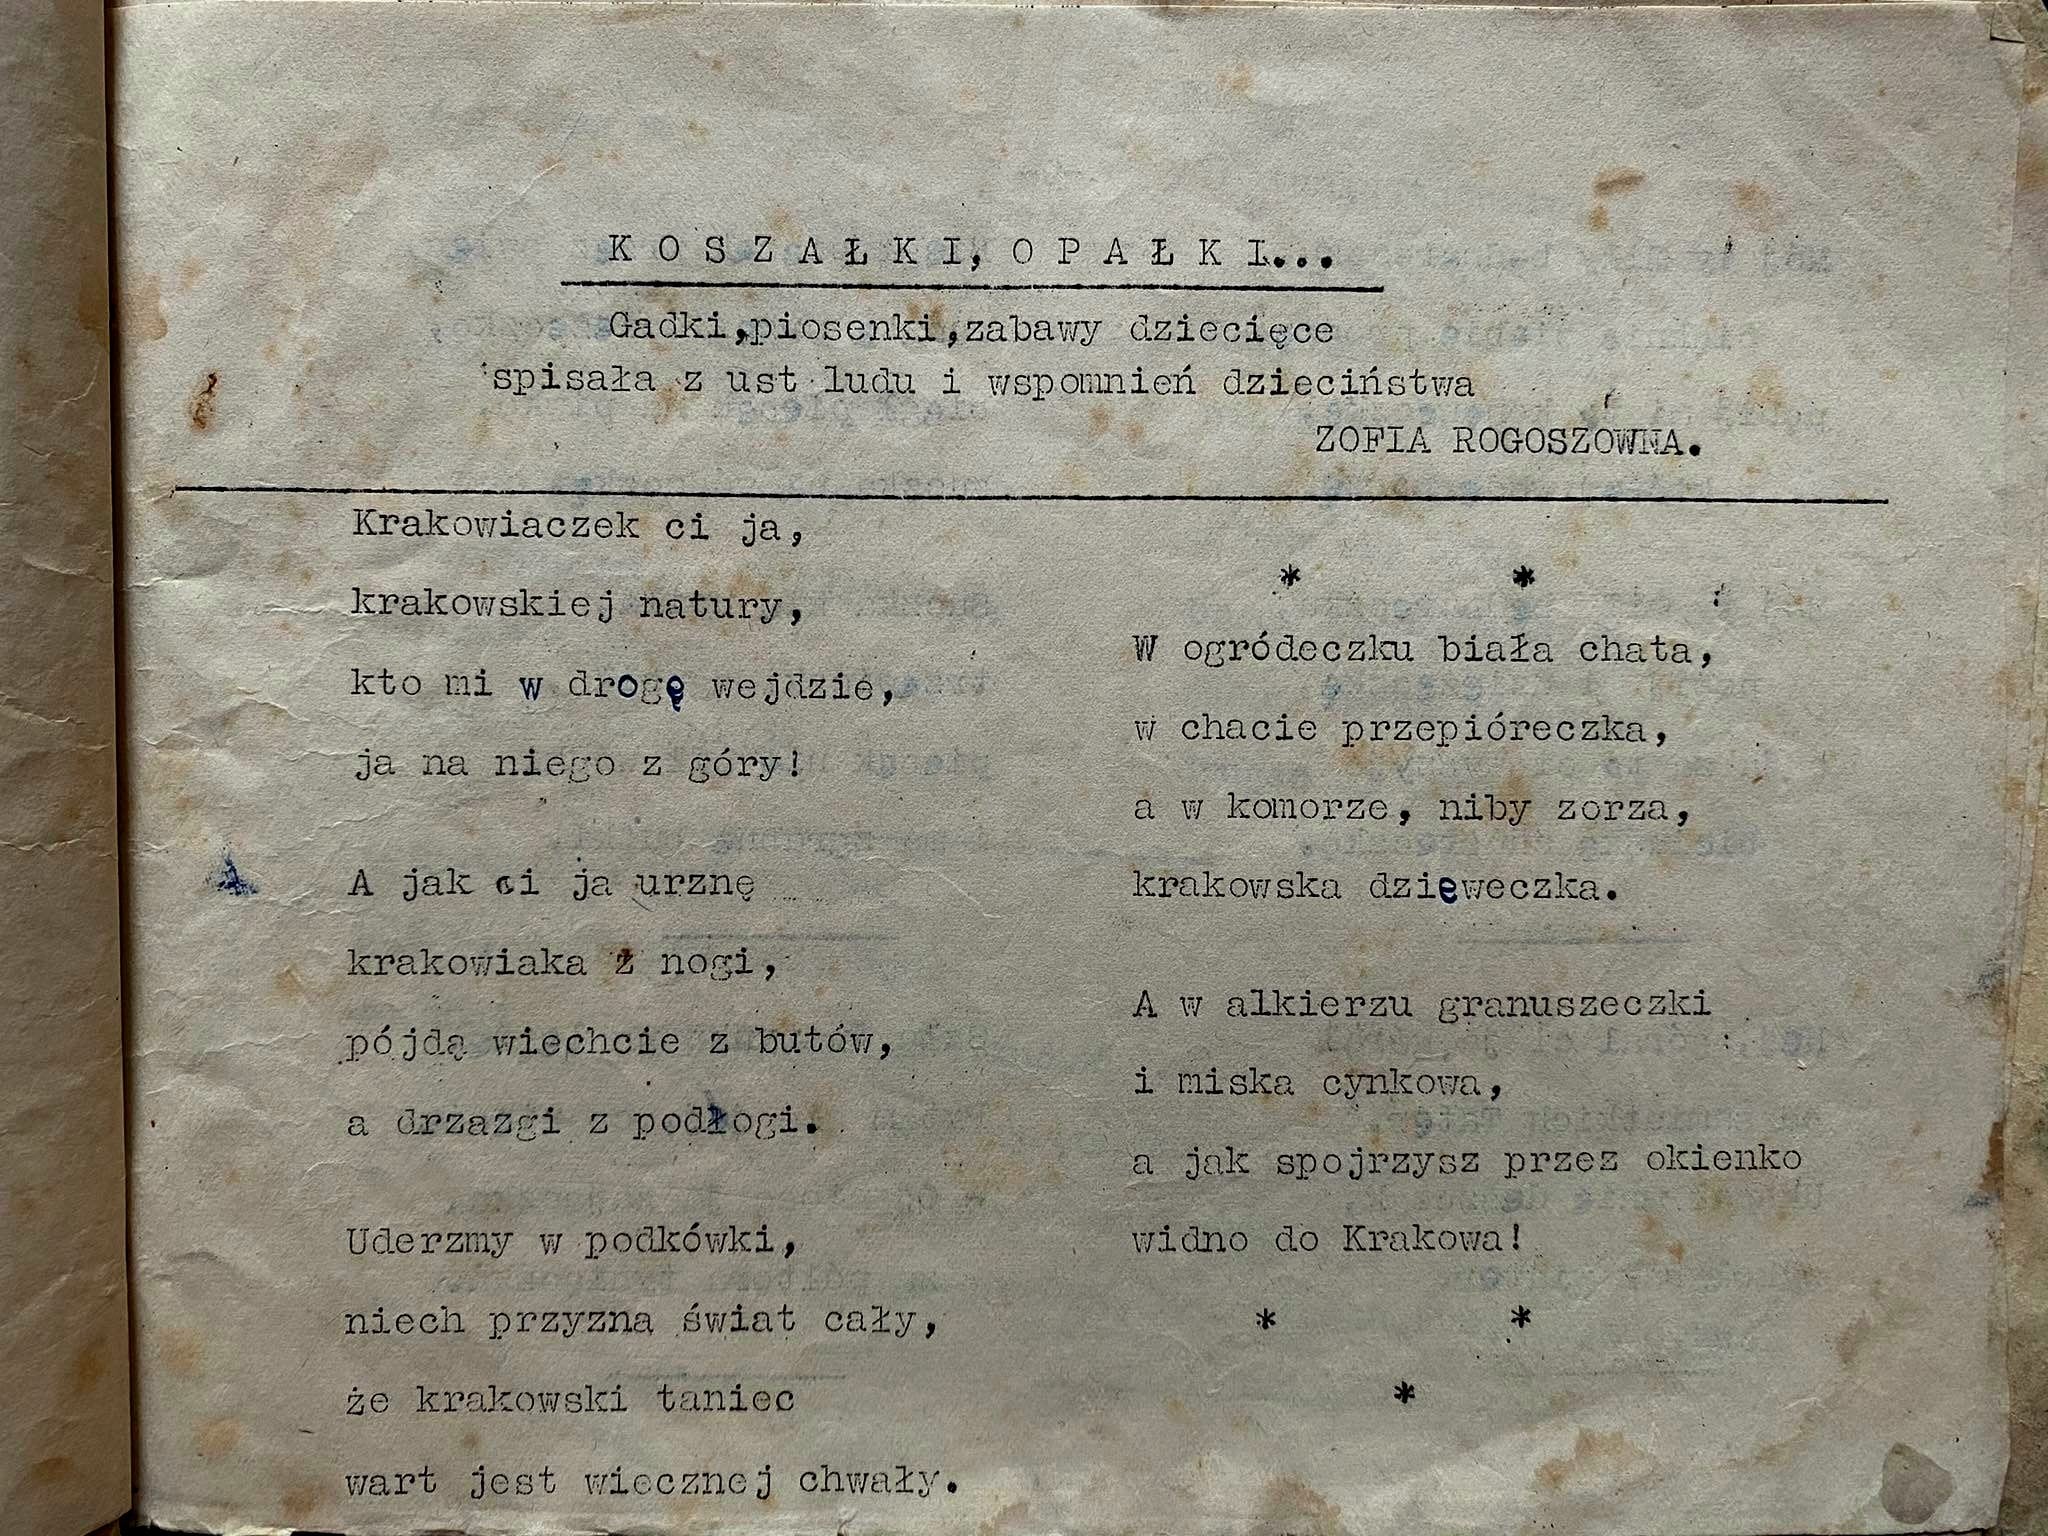 KOSZAŁKI, OPAŁKI...
Gadki,piosenki,zabawy dziecięce
spisała z ust ludu i wspomnień dzieciństwa
ZOFIA ROGOSZOWNA.
Krakowiaczek ci ja,
krakowskiej natury,
kto mi w drogę wejdzie,
ja na niego z góry!
A jak ci ja urznę
krakowiaka z nogi,
pójdą wiechcie z butów,
a drzazgi z podłogi.
Uderzmy w podkówki,
niech przyzna świat cały,
że krakowski taniec
wart jest wiecznej chwały.
* *
W ogródeczku biała chata,
w chacie przepióreczka,
a w komorze, niby zorza,
krakowska dzieweczka.
A w alkierzu granuszeczki
i miska cynkowa,
a jak spojrzysz przez okienko
widno do Krakowa!
* *
*